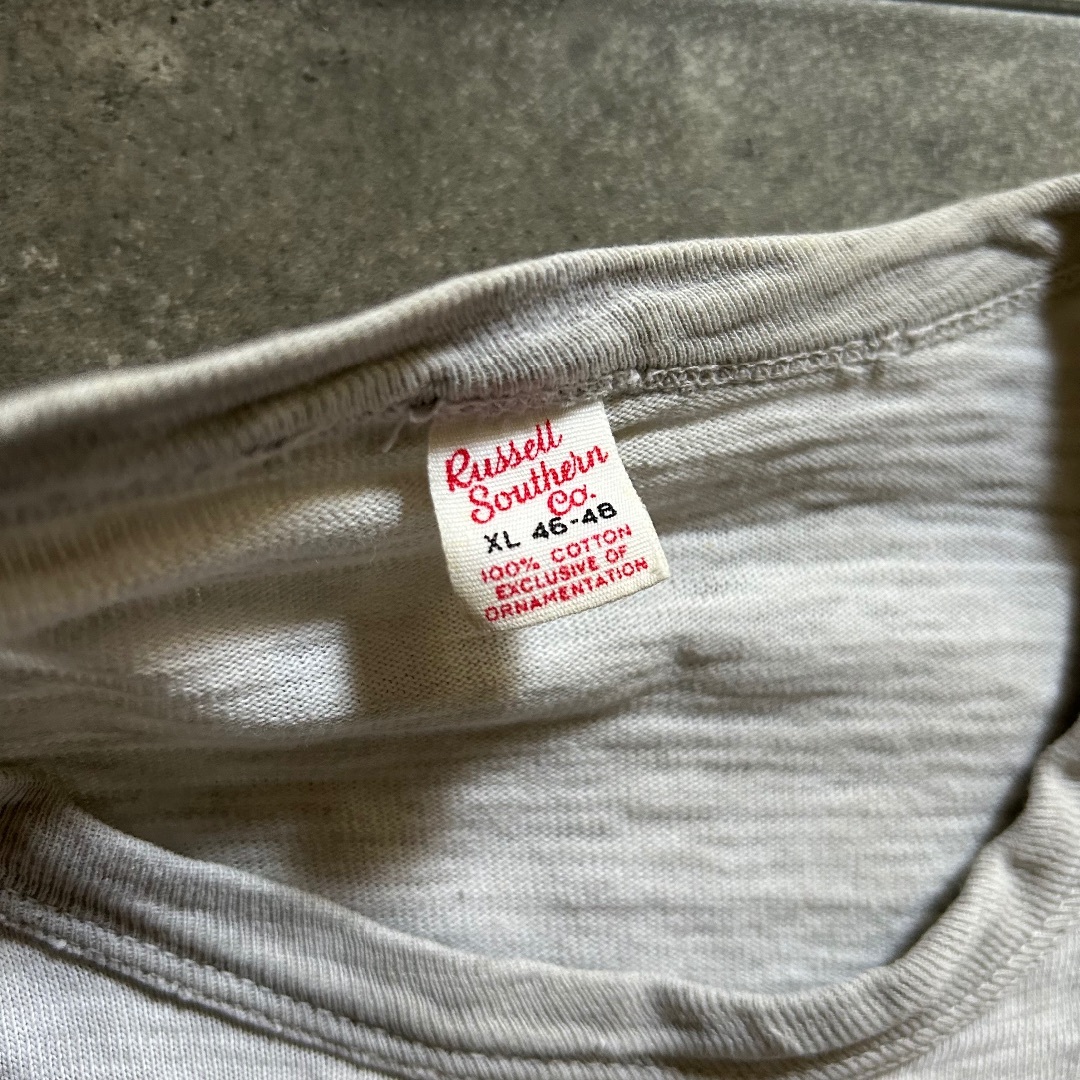 Russell
Southern
Co.
XL 46-48
100% COTTON
EXCLUSIVE OF
ORNAMENTATION